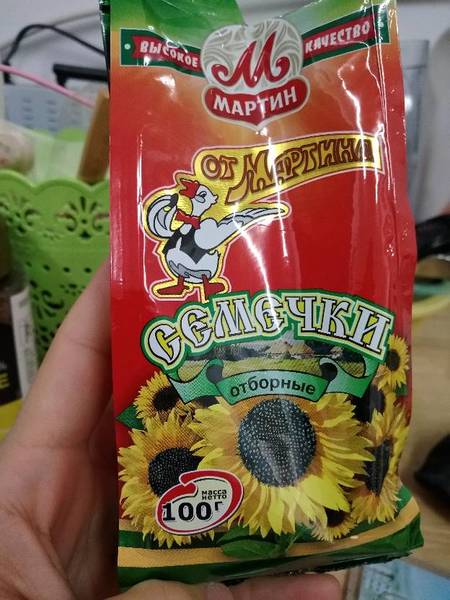 ВЫСОКОЕ КАЧЕСТВО
М
МАРТИН
ОТ МАРТИНА
СЕМЕЧКИ
отборные
масса
нетто
100г